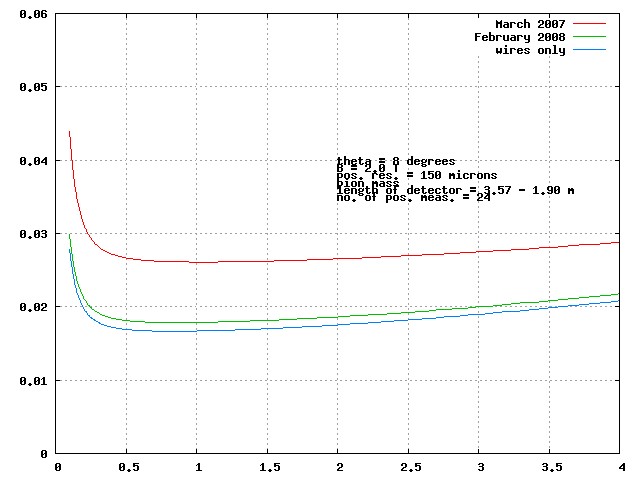 0.06
March 2007
February 2008
wires only
0.05
0.04
theta = 8 degrees
B = 2.0 T
pos. res. = 150 microns
pion mass
length of detector = 3.57 - 1.90 m
no. of pos. meas. = 24
0.03
0.02
0.01
0
0 0.5 1 1.5 2 2.5 3 3.5 4